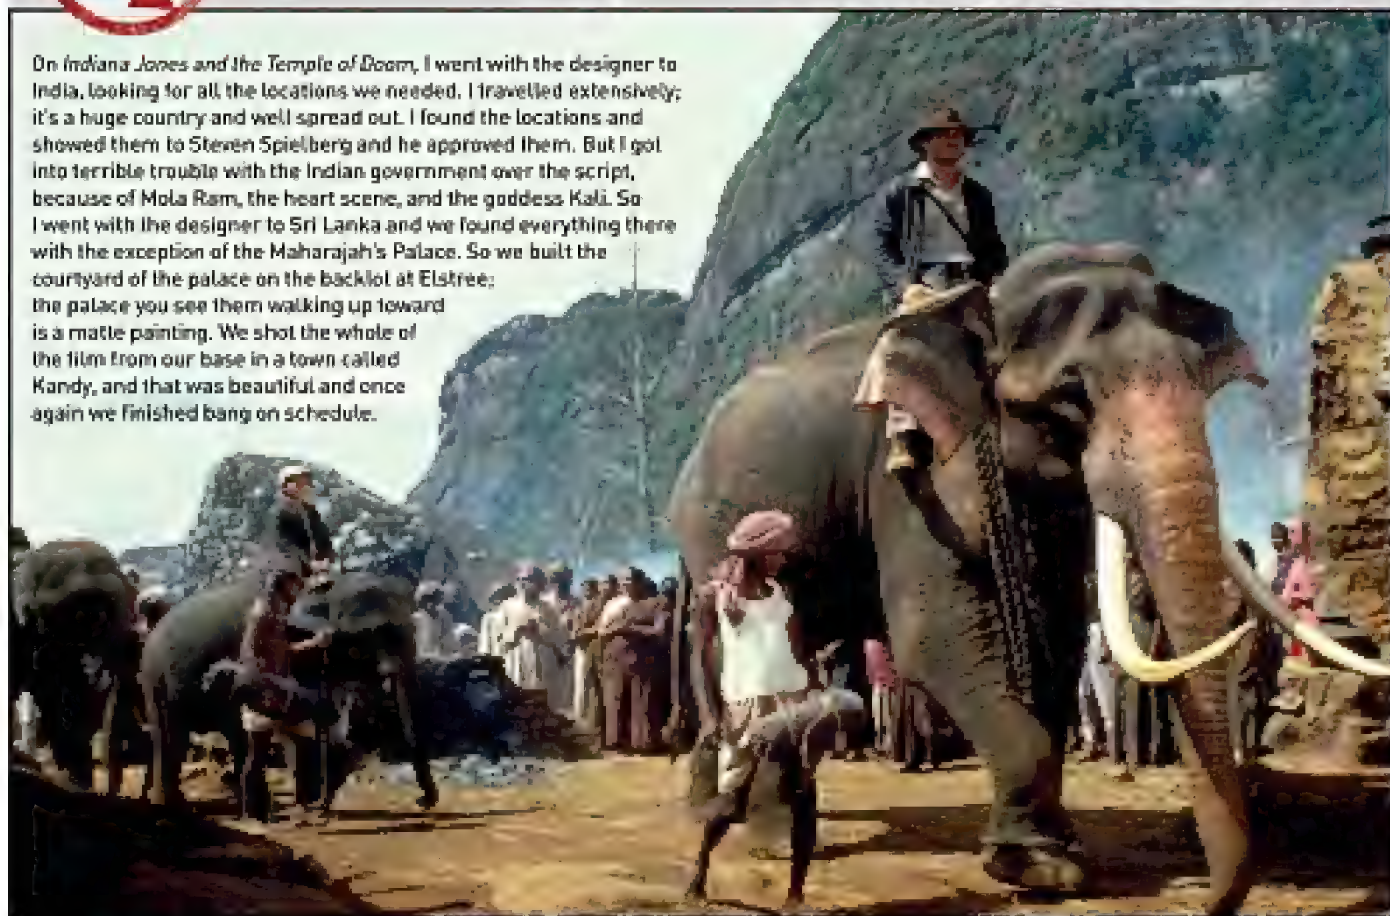 On Indiana Jones and the Temple of Doom, I went with the designer to
India, looking for all the locations we needed. I travelled extensively;
it's a huge country and well spread out. I found the locations and
showed them to Steven Spielberg and he approved them. But I got
into terrible trouble with the Indian government over the script,
because of Mola Ram, the heart scene, and the goddess Kali. So
I went with the designer to Sri Lanka and we found everything there
with the exception of the Maharajah's Palace. So we built the
courtyard of the palace on the backlot at Elstree;
the palace you see them walking up toward
is a matte painting. We shot the whole of
the film from our base in a town called
Kandy, and that was beautiful and once
again we finished bang on schedule.